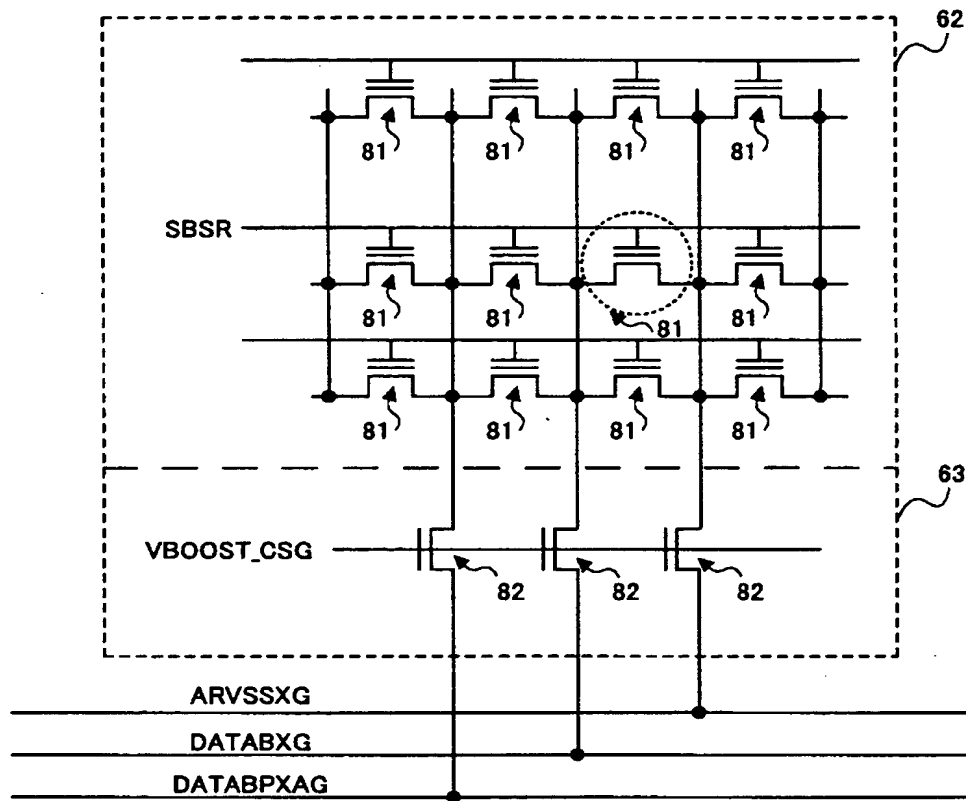 62
81 81 81 81
SBSR
81 81 81 81
81 81 81 81
63
VBOOST_CSG
82 82 82
ARVSSXG
DATABXG
DATABPXAG